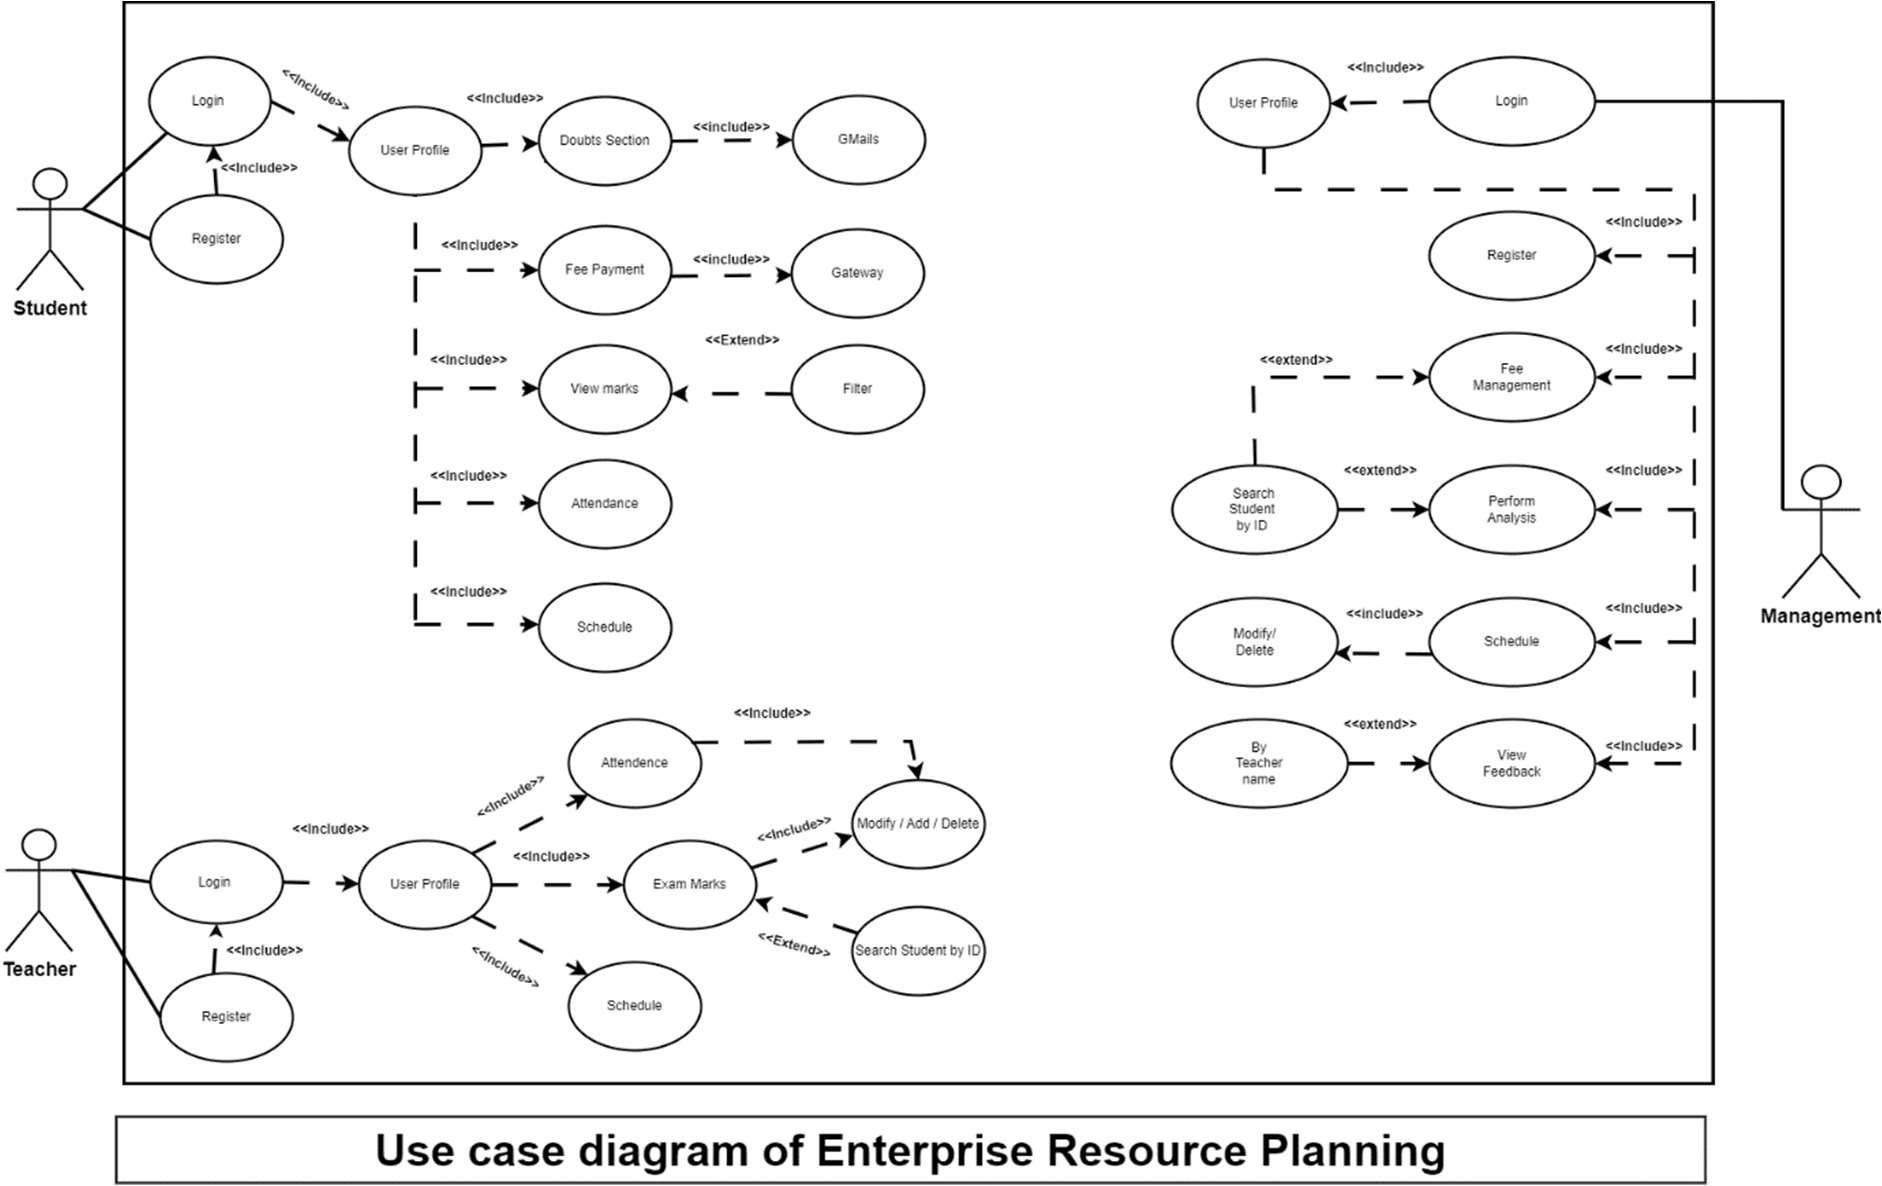 <<Include>>
Login
User Profile
<<Include>>
Doubts Section
<<include>>
GMails
<<Include>>
Register
Student
<<Include>>
Fee Payment
<<include>>
Gateway
<<Include>>
View marks
<<Extend>>
Filter
<<Include>>
Attendance
<<Include>>
Schedule
User Profile
<<Include>>
Login
Register
<<Include>>
<<extend>>
Fee
Management
<<Include>>
Search
Student
by ID
<<extend>>
Perform
Analysis
<<Include>>
Modify/
Delete
<<include>>
Schedule
<<Include>>
By
Teacher
name
<<extend>>
View
Feedback
<<Include>>
Management
Teacher
Login
<<Include>>
User Profile
<<Include>>
Register
<<Include>>
Attendence
<<Include>>
Modify / Add / Delete
<<Include>>
Exam Marks
<<Include>>
<<Extend>>
Search Student by ID
<<Include>>
Schedule
Use case diagram of Enterprise Resource Planning